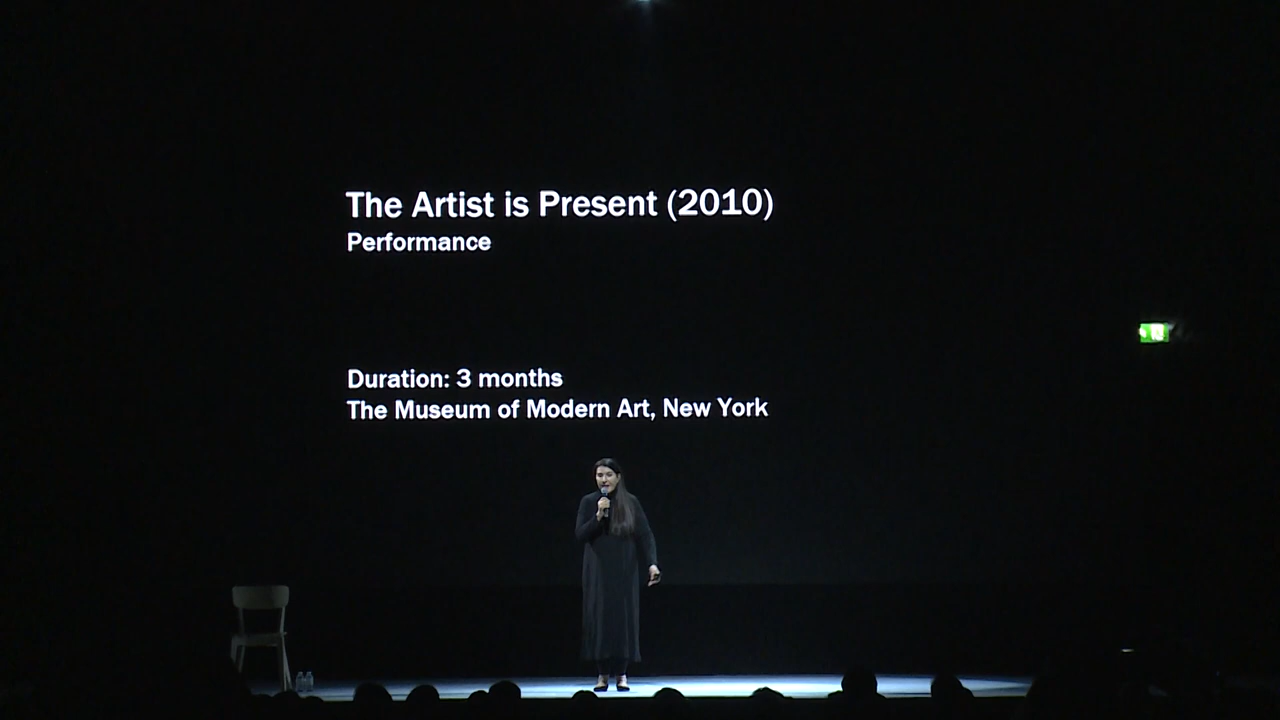 The Artist is Present (2010)
Performance
Duration: 3 months
The Museum of Modern Art, New York